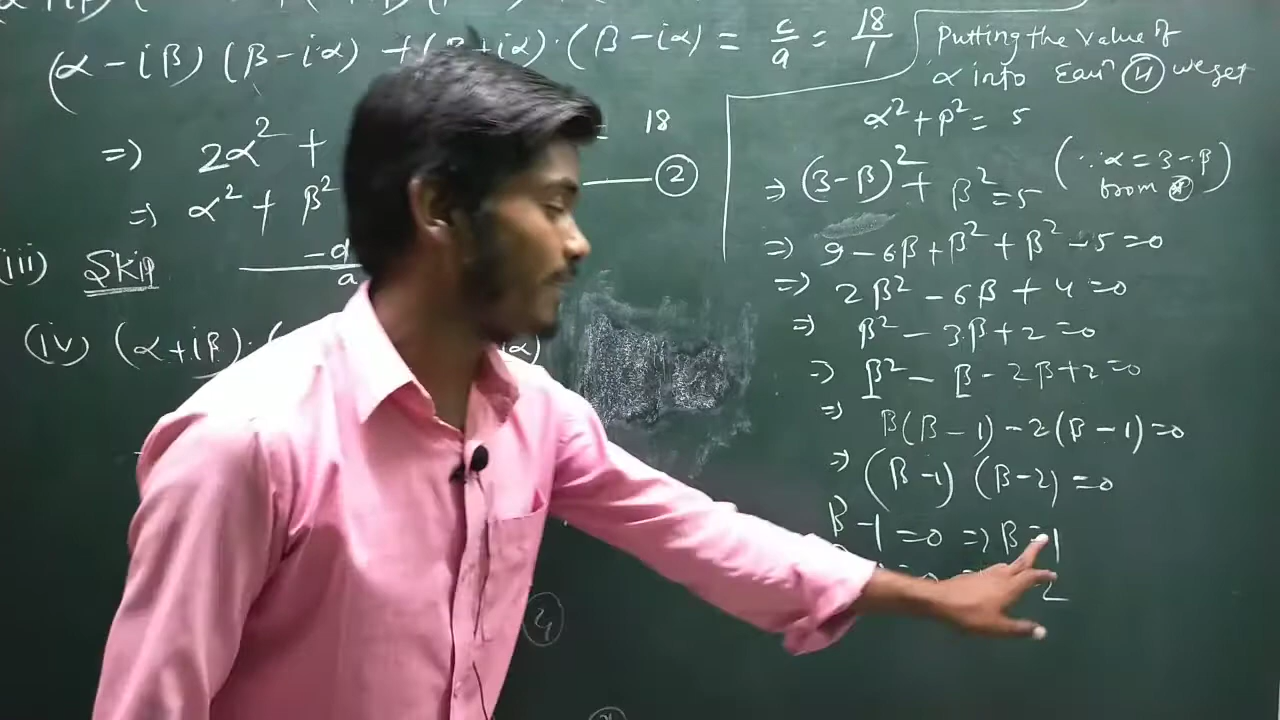 (α - iβ) (β - iα) + (β + iα) · (β - iα) = c/a = 18/1
=> 2α² + = 18
=> α² + β² —— ②
(iii) Skip -d/a
(iv) (α + iβ) · ( iα)
Putting the value of
α into Eqn ④ we get
α² + β² = 5
=> (3 - β)² + β² = 5 (∵ α = 3 - β)
from
=> 9 - 6β + β² + β² - 5 = 0
=> 2β² - 6β + 4 = 0
=> β² - 3β + 2 = 0
=> β² - β - 2β + 2 = 0
=> β(β - 1) - 2(β - 1) = 0
=> (β - 1) (β - 2) = 0
β - 1 = 0 => β = 1
2